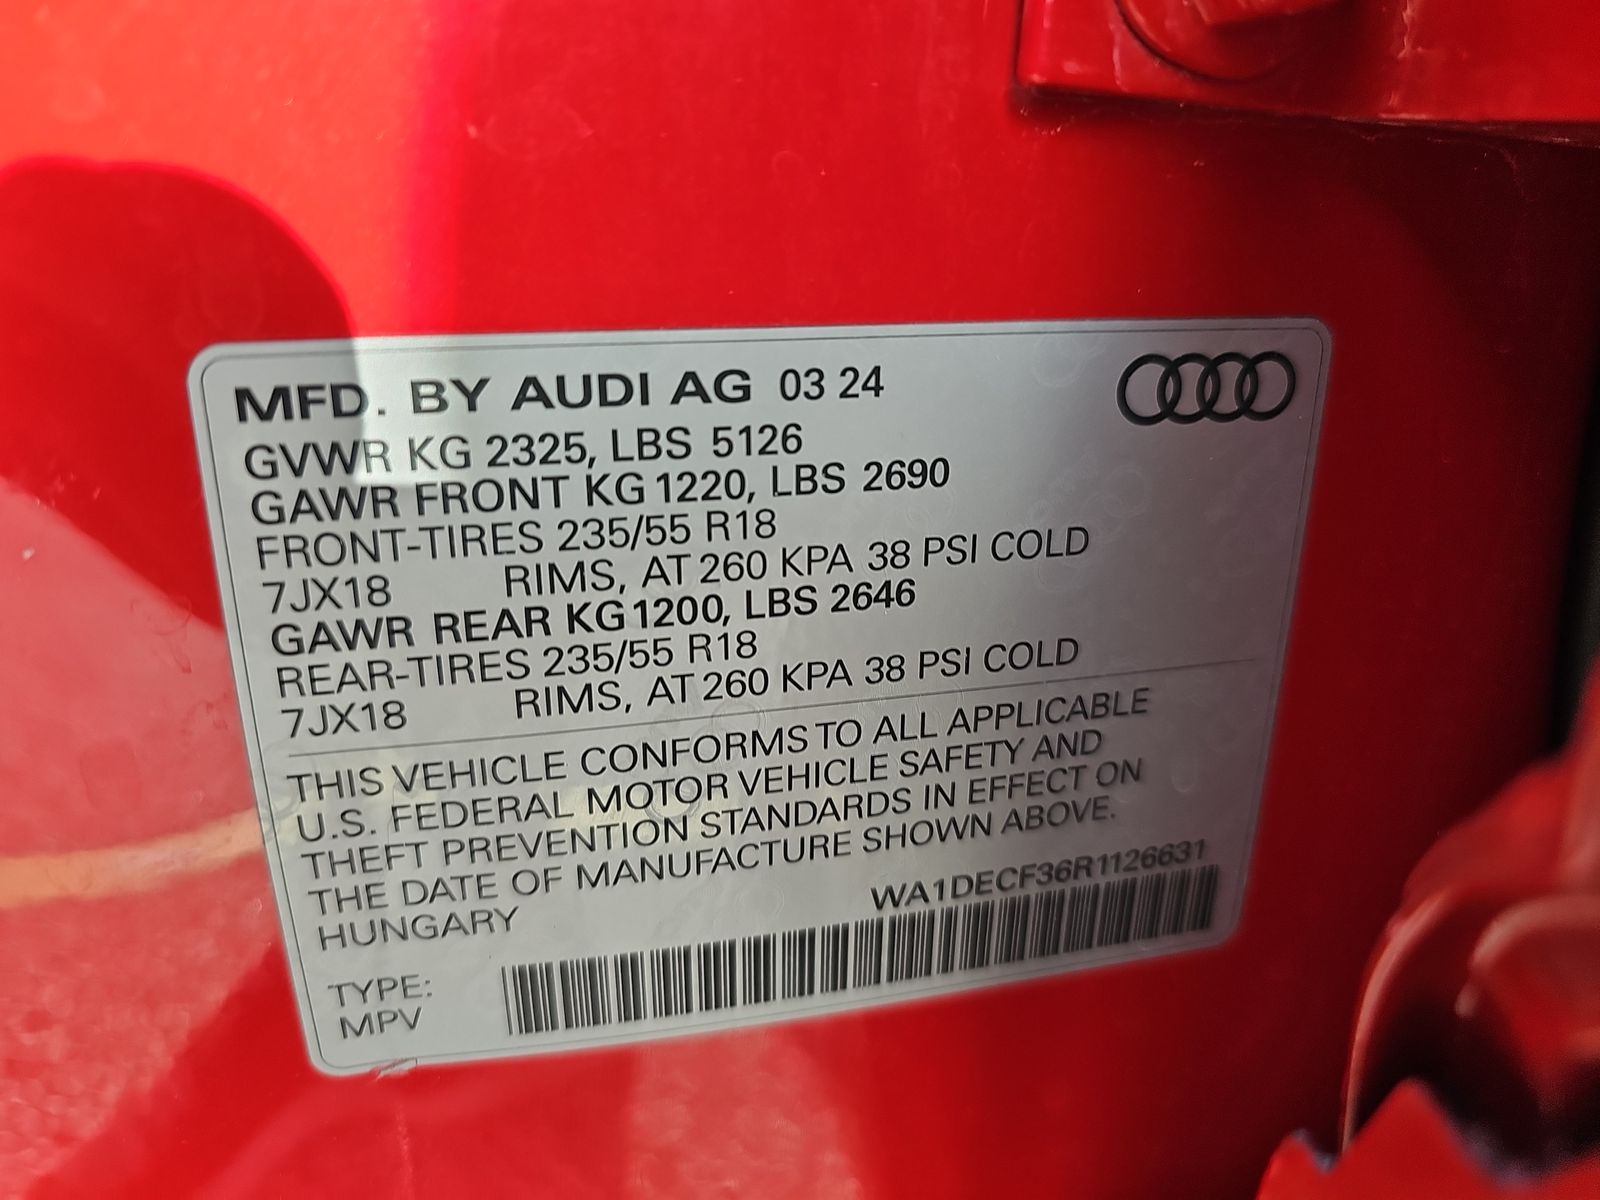 MFD. BY AUDI AG 03 24
GVWR KG 2325, LBS 5126
GAWR FRONT KG 1220, LBS 2690
FRONT-TIRES 235/55 R18
7JX18 RIMS, AT 260 KPA 38 PSI COLD
GAWR REAR KG 1200, LBS 2646
REAR-TIRES 235/55 R18
7JX18 RIMS, AT 260 KPA 38 PSI COLD
THIS VEHICLE CONFORMS TO ALL APPLICABLE
U.S. FEDERAL MOTOR VEHICLE SAFETY AND
THEFT PREVENTION STANDARDS IN EFFECT ON
THE DATE OF MANUFACTURE SHOWN ABOVE.
HUNGARY
WA1DECF36R1126631
TYPE:
MPV